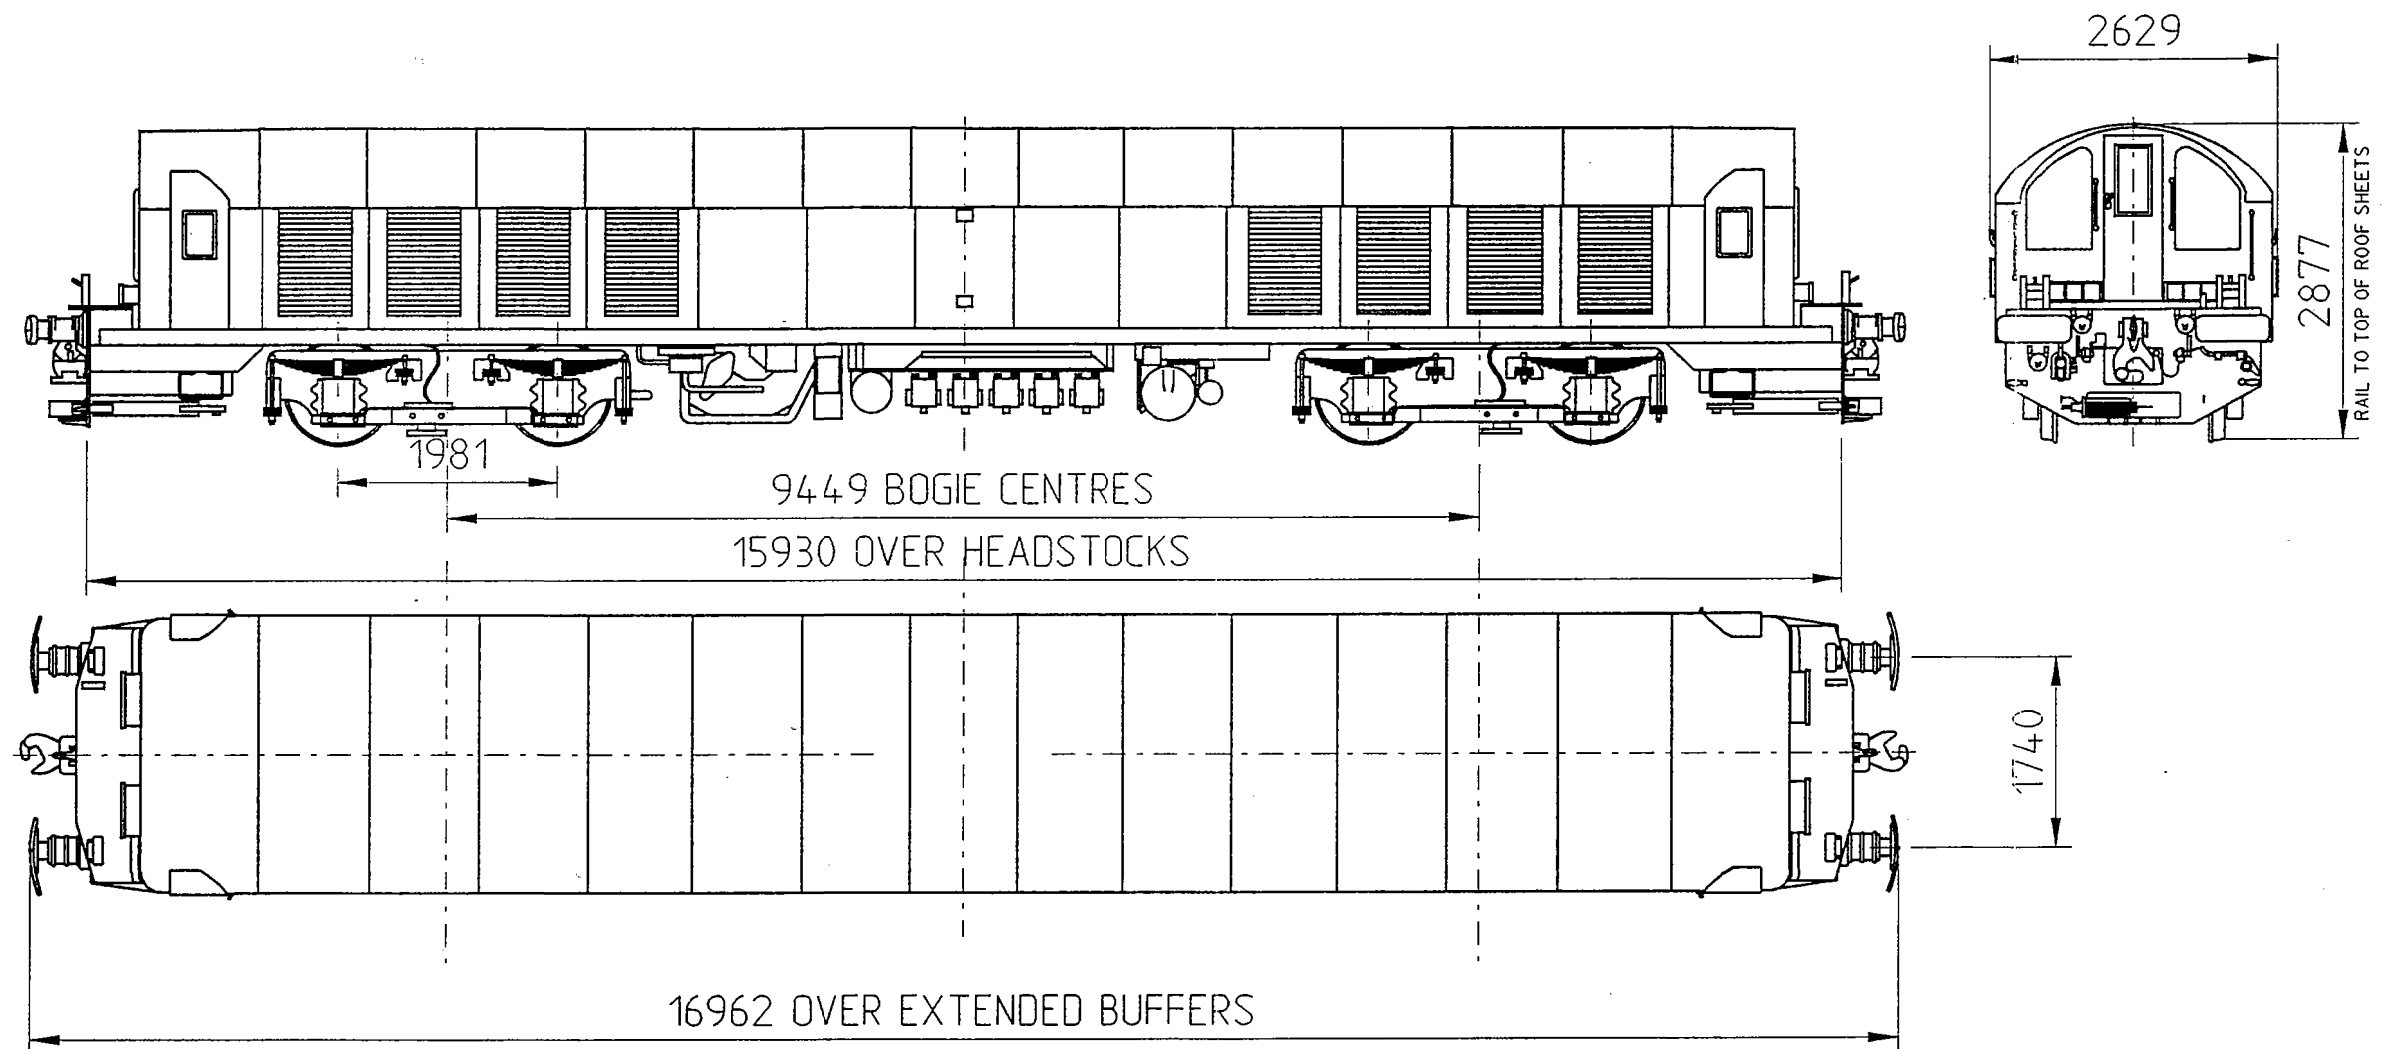 2629
2877
RAIL TO TOP OF ROOF SHEETS
1981
9449 BOGIE CENTRES
15930 OVER HEADSTOCKS
1740
16962 OVER EXTENDED BUFFERS